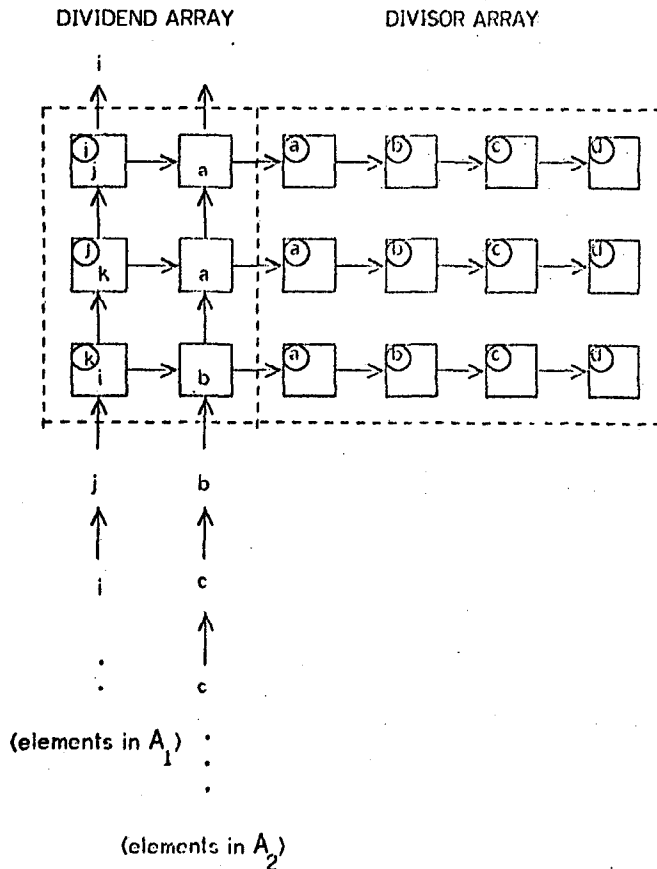 DIVIDEND ARRAY DIVISOR ARRAY
i
i j a a b c d
j k a a b c d
k i b a b c d
j b
i c
c
(elements in A1)
(elements in A2)